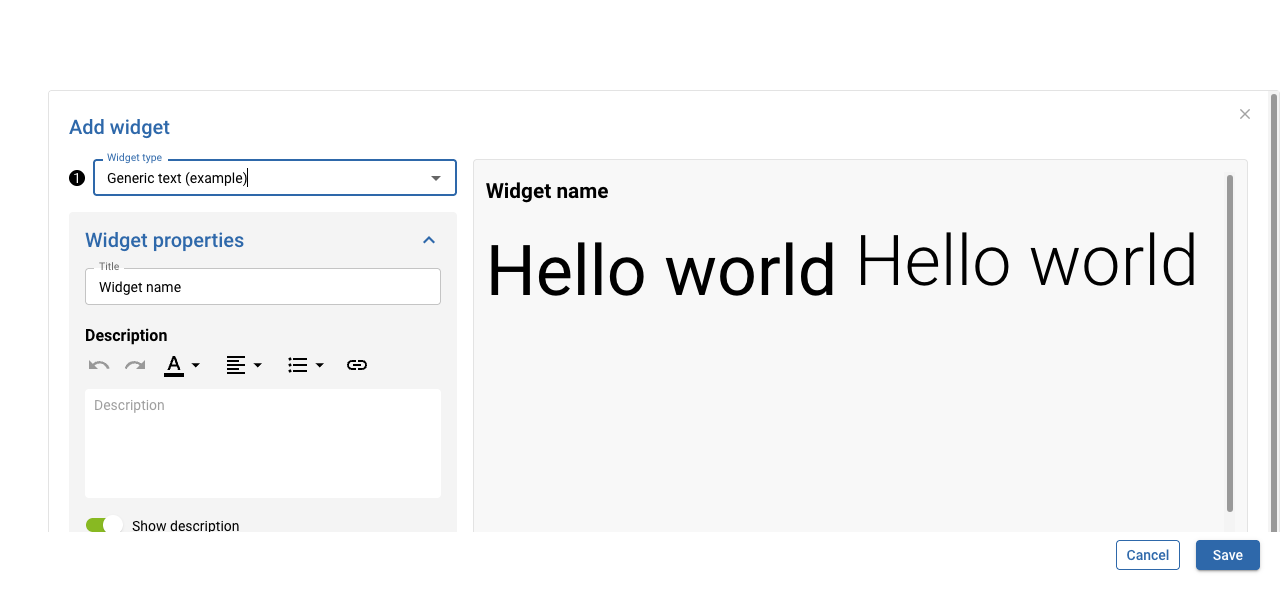 Add widget
Widget type
1 Generic text (example)
Widget properties
Title
Widget name
Description
A
Description
Show description
Widget name
Hello world Hello world
Cancel Save